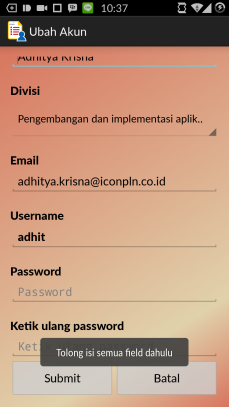 10:37
Ubah Akun
Adhitya Krisna
Divisi
Pengembangan dan implementasi aplik..
Email
adhitya.krisna@iconpln.co.id
Username
adhit
Password
Password
Ketik ulang password
Ket
Tolong isi semua field dahulu
Submit
Batal